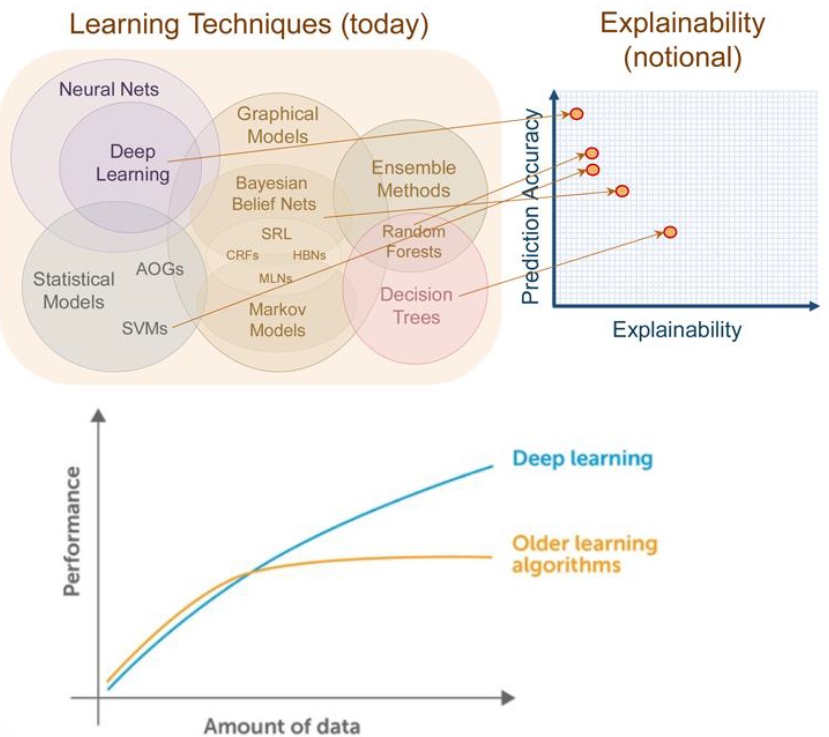 Learning Techniques (today)
Explainability
(notional)
Neural Nets
Graphical
Models
Deep
Learning
Ensemble
Methods
Bayesian
Belief Nets
SRL
Random
Forests
CRFs
HBNs
AOGs
MLNs
Statistical
Models
Decision
Trees
SVMs
Markov
Models
Prediction Accuracy
Explainability
Performance
Deep learning
Older learning
algorithms
Amount of data